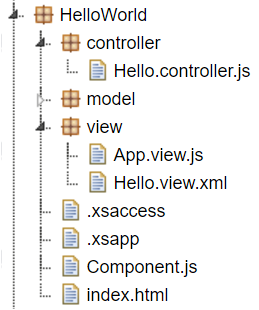 HelloWorld
controller
Hello.controller.js
model
view
App.view.js
Hello.view.xml
.xsaccess
.xsapp
Component.js
index.html